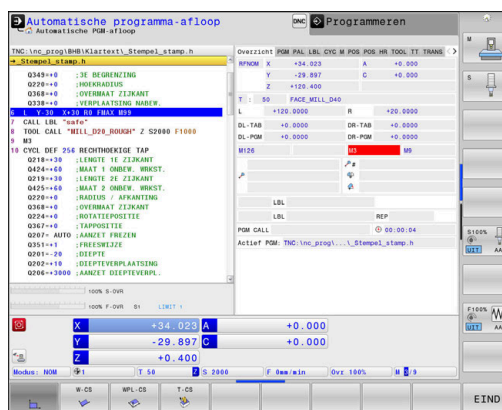 Automatische programma-afloop
Automatische PGM-afloop
DNC
Programmeren
TNC:\nc_prog\BHB\Klartext\_Stempel_stamp.h
→_Stempel_stamp.h
Q349=+0 ;3E BEGRENZING
Q220=+0 ;HOEKRADIUS
Q368=+0 ;OVERMAAT ZIJKANT
Q338=+0 ;VERPLAATSING NABEW.
6 L Y-30 X+30 R0 FMAX M99
7 CALL LBL "safe"
8 TOOL CALL "MILL_D20_ROUGH" Z S2000 F1000
9 M3
10 CYCL DEF 256 RECHTHOEKIGE TAP
Q218=+30 ;LENGTE 1E ZIJKANT
Q424=+60 ;MAAT 1 ONBEW. WRKST.
Q219=+30 ;LENGTE 2E ZIJKANT
Q425=+60 ;MAAT 2 ONBEW. WRKST.
Q220=+0 ;RADIUS / AFKANTING
Q368=+0 ;OVERMAAT ZIJKANT
Q224=+0 ;ROTATIEPOSITIE
Q367=+0 ;TAPPOSITIE
Q207= AUTO ;AANZET FREZEN
Q351=+1 ;FREESWIJZE
Q201=-20 ;DIEPTE
Q202=+10 ;DIEPTEVERPLAATSING
Q206=+3000 ;AANZET DIEPTEVERPL.
100% S-OVR
100% F-OVR S1 LIMIT 1
Overzicht PGM PAL LBL CYC M POS POS HR TOOL TT TRANS
RFNOM X +34.023 A +0.000
Y -29.897 C +0.000
Z +120.400
T : 50 FACE_MILL_D40
L +120.0000 R +20.0000
DL-TAB +0.0000 DR-TAB +0.0000
DL-PGM +0.0000 DR-PGM +0.0000
M126 M3 M9
LBL
LBL REP
PGM CALL 00:00:04
Actief PGM: TNC:\nc_prog\...\_Stempel_stamp.h
X +34.023 A +0.000
Y -29.897 C +0.000
Z +0.400
Modus: NOM 1 T 50 Z S 2000 F 0mm/min Ovr 100% M 3/9
W-CS
WPL-CS
T-CS
EIND
M
S
S100%
UIT AA
F100%
UIT AA